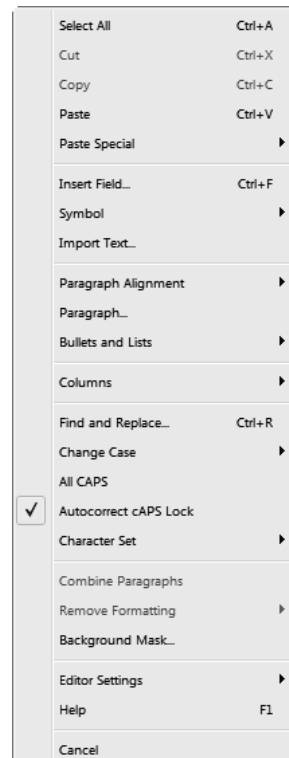 Select All Ctrl+A
Cut Ctrl+X
Copy Ctrl+C
Paste Ctrl+V
Paste Special
Insert Field... Ctrl+F
Symbol
Import Text...
Paragraph Alignment
Paragraph...
Bullets and Lists
Columns
Find and Replace... Ctrl+R
Change Case
All CAPS
Autocorrect cAPS Lock
Character Set
Combine Paragraphs
Remove Formatting
Background Mask...
Editor Settings
Help F1
Cancel